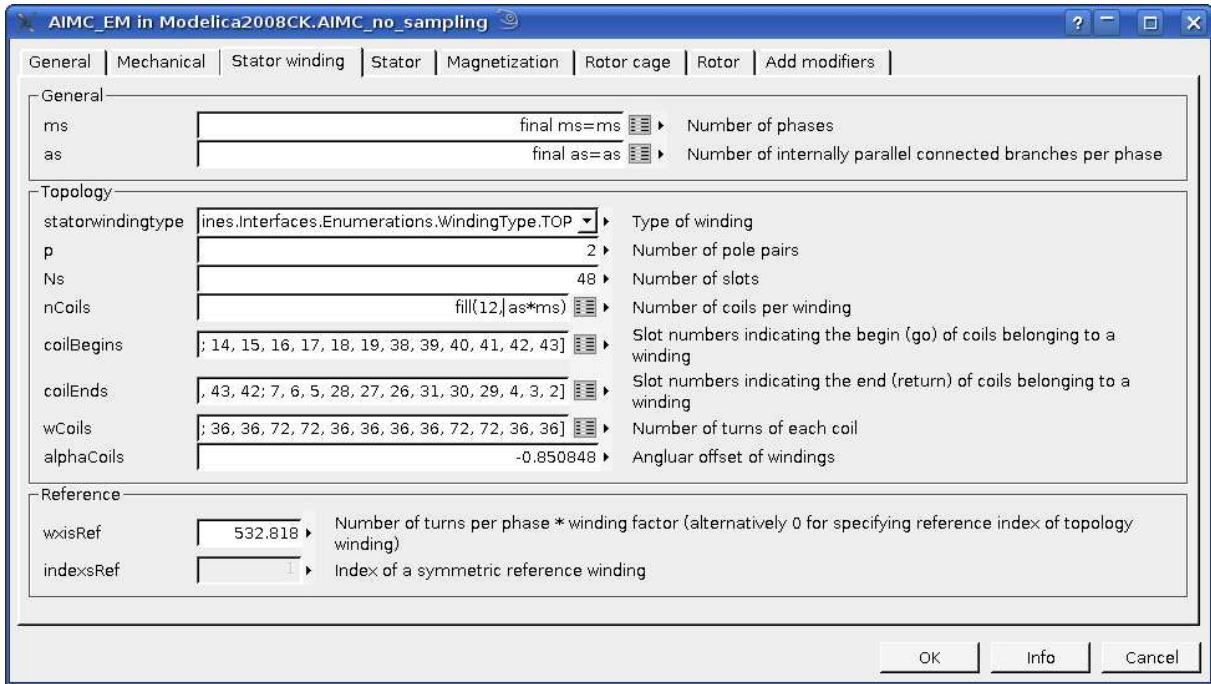 AIMC_EM in Modelica2008CK.AIMC_no_sampling
General Mechanical Stator winding Stator Magnetization Rotor cage Rotor Add modifiers
General
ms final ms=ms Number of phases
as final as=as Number of internally parallel connected branches per phase
Topology
statorwindingtype ines.Interfaces.Enumerations.WindingType.TOP Type of winding
p 2 Number of pole pairs
Ns 48 Number of slots
nCoils fill(12, as*ms) Number of coils per winding
coilBegins ; 14, 15, 16, 17, 18, 19, 38, 39, 40, 41, 42, 43] Slot numbers indicating the begin (go) of coils belonging to a
winding
coilEnds , 43, 42; 7, 6, 5, 28, 27, 26, 31, 30, 29, 4, 3, 2] Slot numbers indicating the end (return) of coils belonging to a
winding
wCoils ; 36, 36, 72, 72, 36, 36, 36, 36, 72, 72, 36, 36] Number of turns of each coil
alphaCoils -0.850848 Angluar offset of windings
Reference
wxisRef 532.818 Number of turns per phase * winding factor (alternatively 0 for specifying reference index of topology
winding)
indexsRef 1 Index of a symmetric reference winding
OK Info Cancel